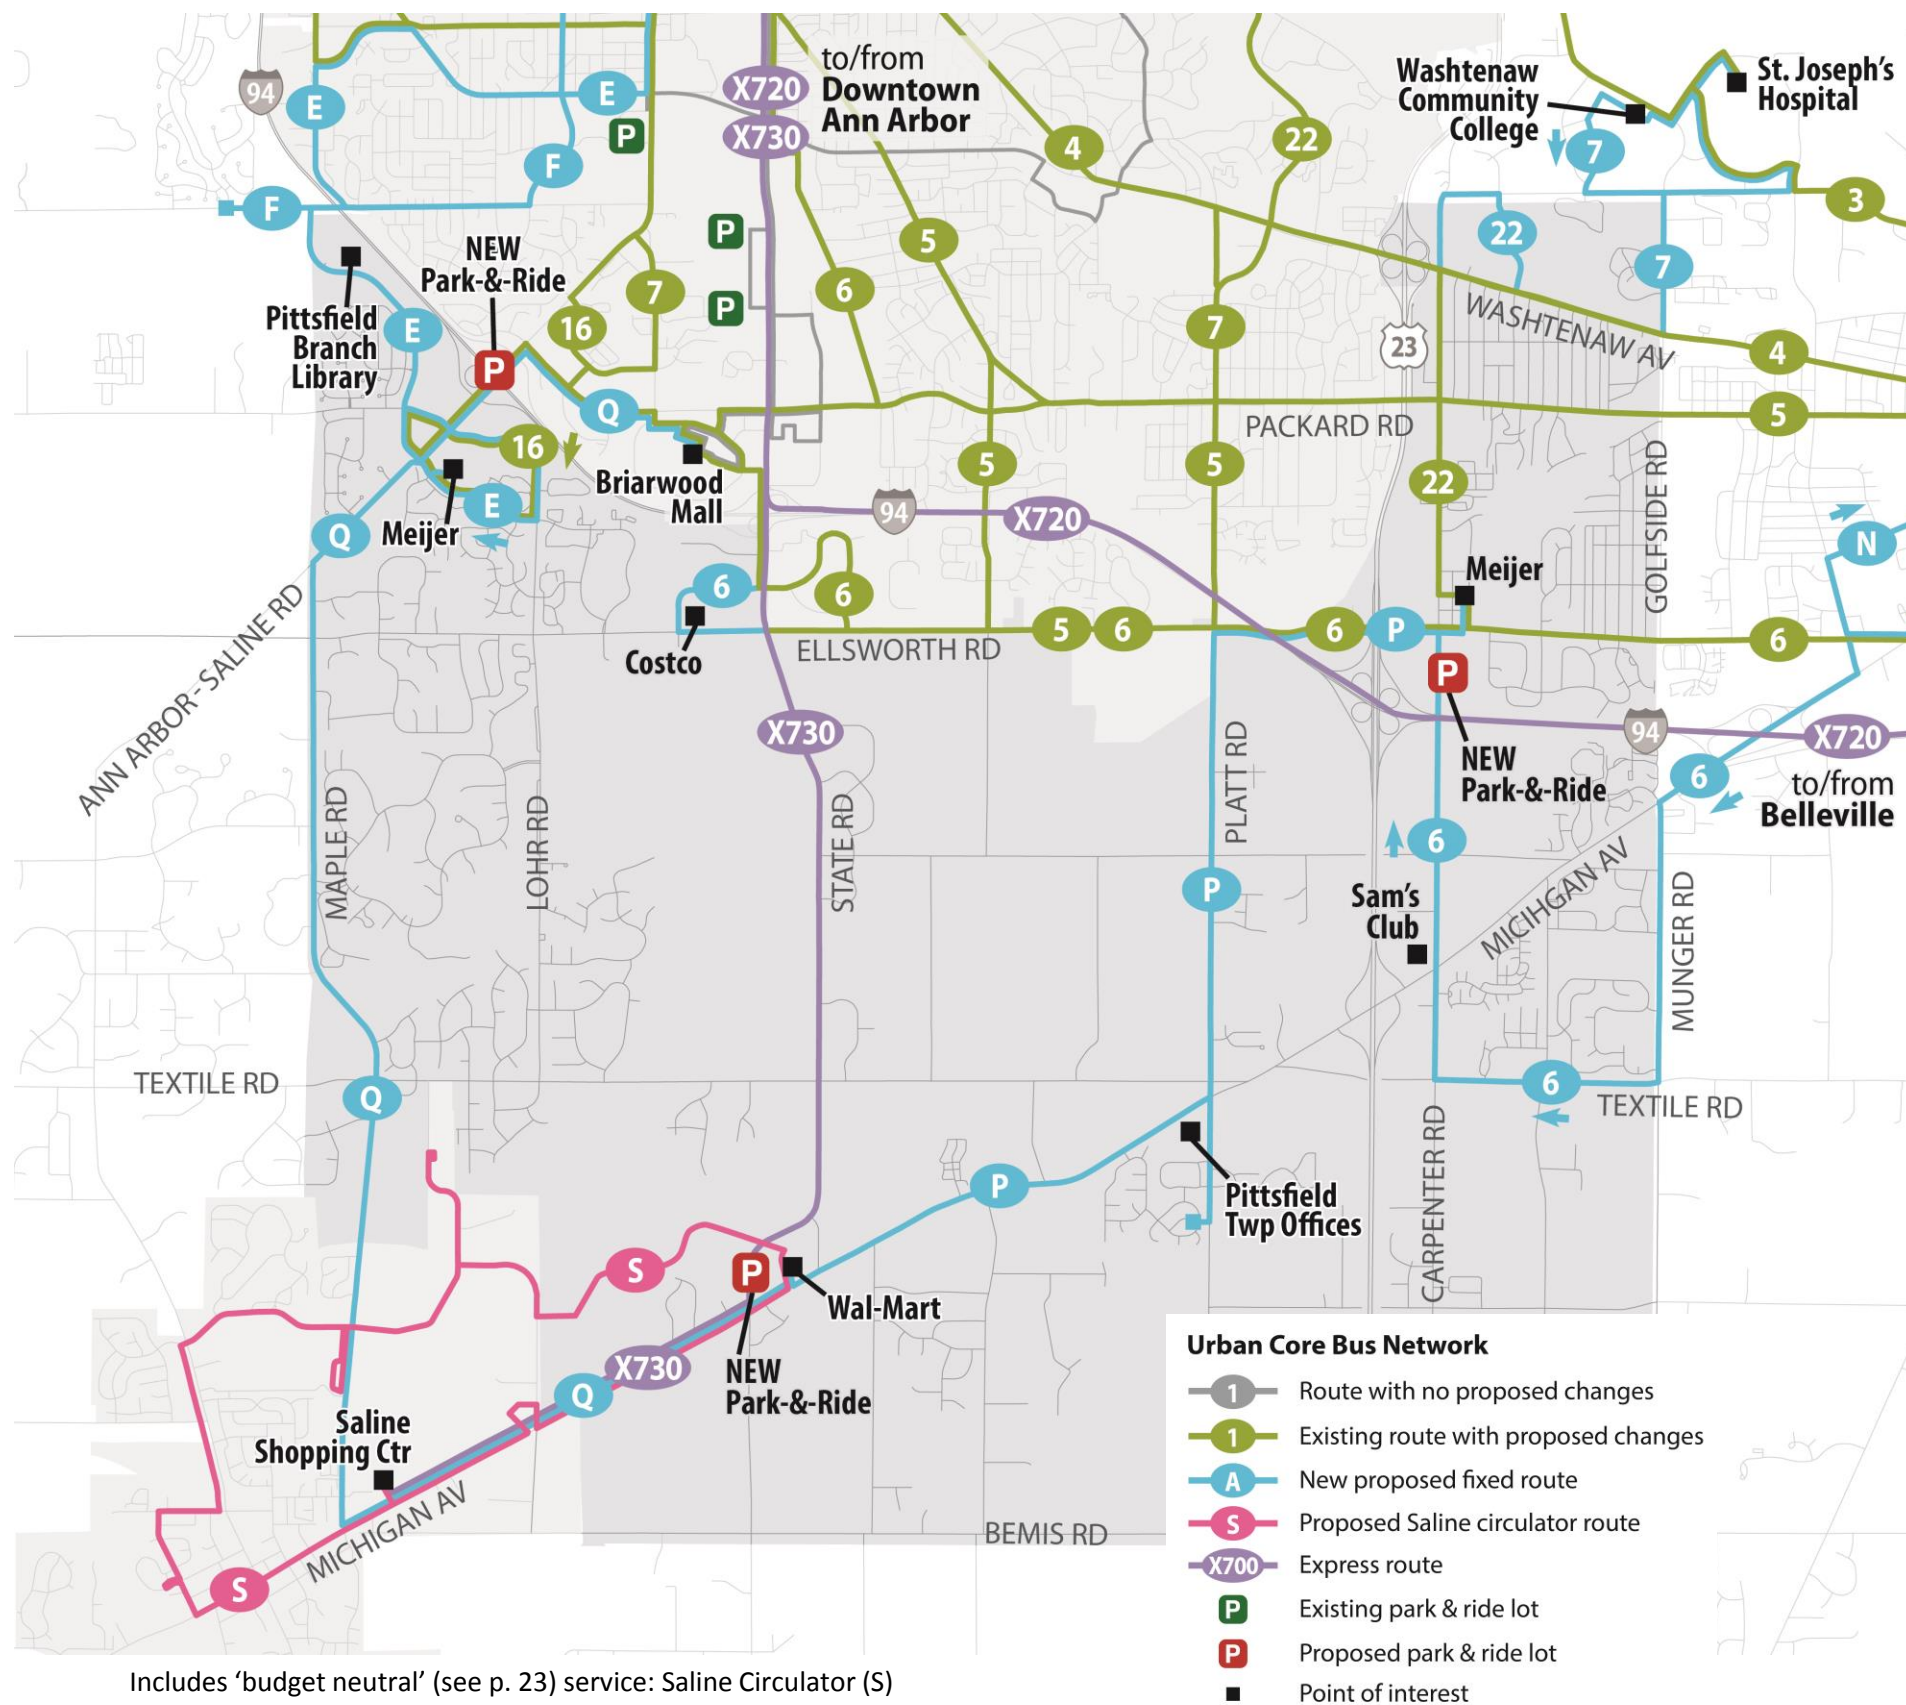 to/from
Downtown
Ann Arbor
X720
X730
94
E
E
P
F
F
4
22
Washtenaw
Community
College
St. Joseph's
Hospital
7
3
P
5
22
7
NEW
Park-&-Ride
7
6
P
16
7
23
WASHTENAW AV
4
Pittsfield
Branch
Library
E
P
Q
PACKARD RD
5
16
Briarwood
Mall
5
5
22
GOLFSIDE RD
Meijer
E
Q
94
X720
N
6
Costco
6
Meijer
ELLSWORTH RD
5
6
6
P
6
P
ANN ARBOR - SALINE RD
X730
NEW
Park-&-Ride
94
X720
to/from
Belleville
6
MAPLE RD
LOHR RD
STATE RD
PLATT RD
P
6
Sam's
Club
MICIHGAN AV
MUNGER RD
TEXTILE RD
Q
6
TEXTILE RD
CARPENTER RD
P
Pittsfield
Twp Offices
S
P
Wal-Mart
NEW
Park-&-Ride
X730
Q
Saline
Shopping Ctr
MICHIGAN AV
S
BEMIS RD
Urban Core Bus Network
1 Route with no proposed changes
1 Existing route with proposed changes
A New proposed fixed route
S Proposed Saline circulator route
X700 Express route
P Existing park & ride lot
P Proposed park & ride lot
Point of interest
Includes ‘budget neutral’ (see p. 23) service: Saline Circulator (S)